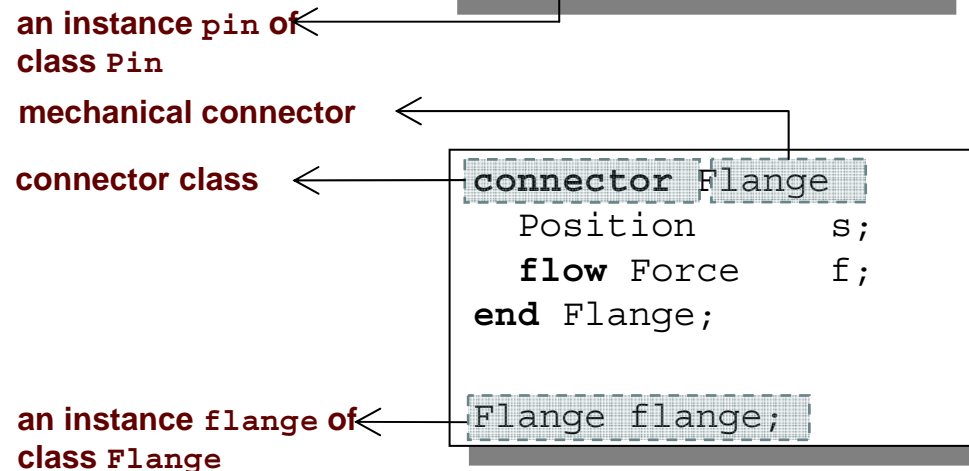 an instance pin of
class Pin
mechanical connector
connector class
connector Flange
Position s;
flow Force f;
end Flange;
an instance flange of
class Flange
Flange flange;